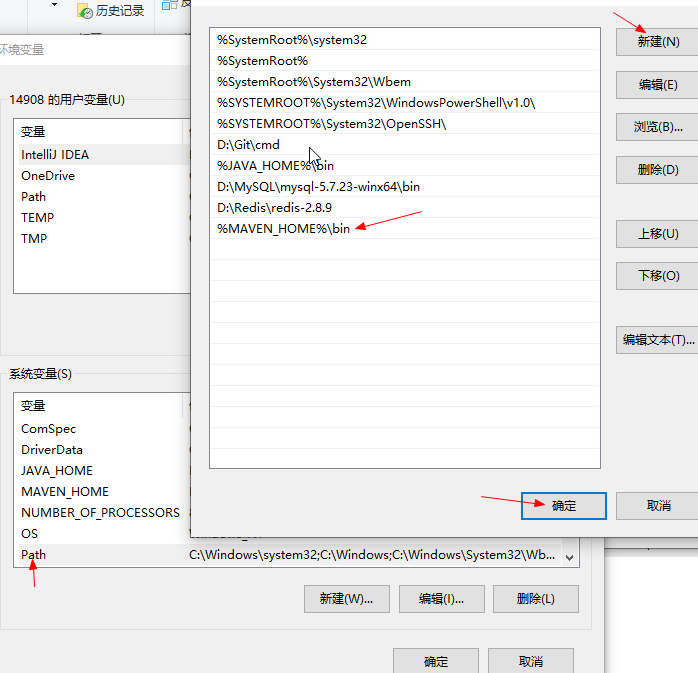 历史记录
环境变量
14908 的用户变量(U)
变量
IntelliJ IDEA
OneDrive
Path
TEMP
TMP
系统变量(S)
变量
ComSpec
DriverData
JAVA_HOME
MAVEN_HOME
NUMBER_OF_PROCESSORS
OS
Path C:\Windows\system32;C:\Windows;C:\Windows\System32\Wb...
新建(W)...
编辑(I)...
删除(L)
确定
取消
%SystemRoot%\system32
%SystemRoot%
%SystemRoot%\System32\Wbem
%SYSTEMROOT%\System32\WindowsPowerShell\v1.0\
%SYSTEMROOT%\System32\OpenSSH\
D:\Git\cmd
%JAVA_HOME%\bin
D:\MySQL\mysql-5.7.23-winx64\bin
D:\Redis\redis-2.8.9
%MAVEN_HOME%\bin
新建(N)
编辑(E)
浏览(B)...
删除(D)
上移(U)
下移(O)
编辑文本(T)...
确定
取消